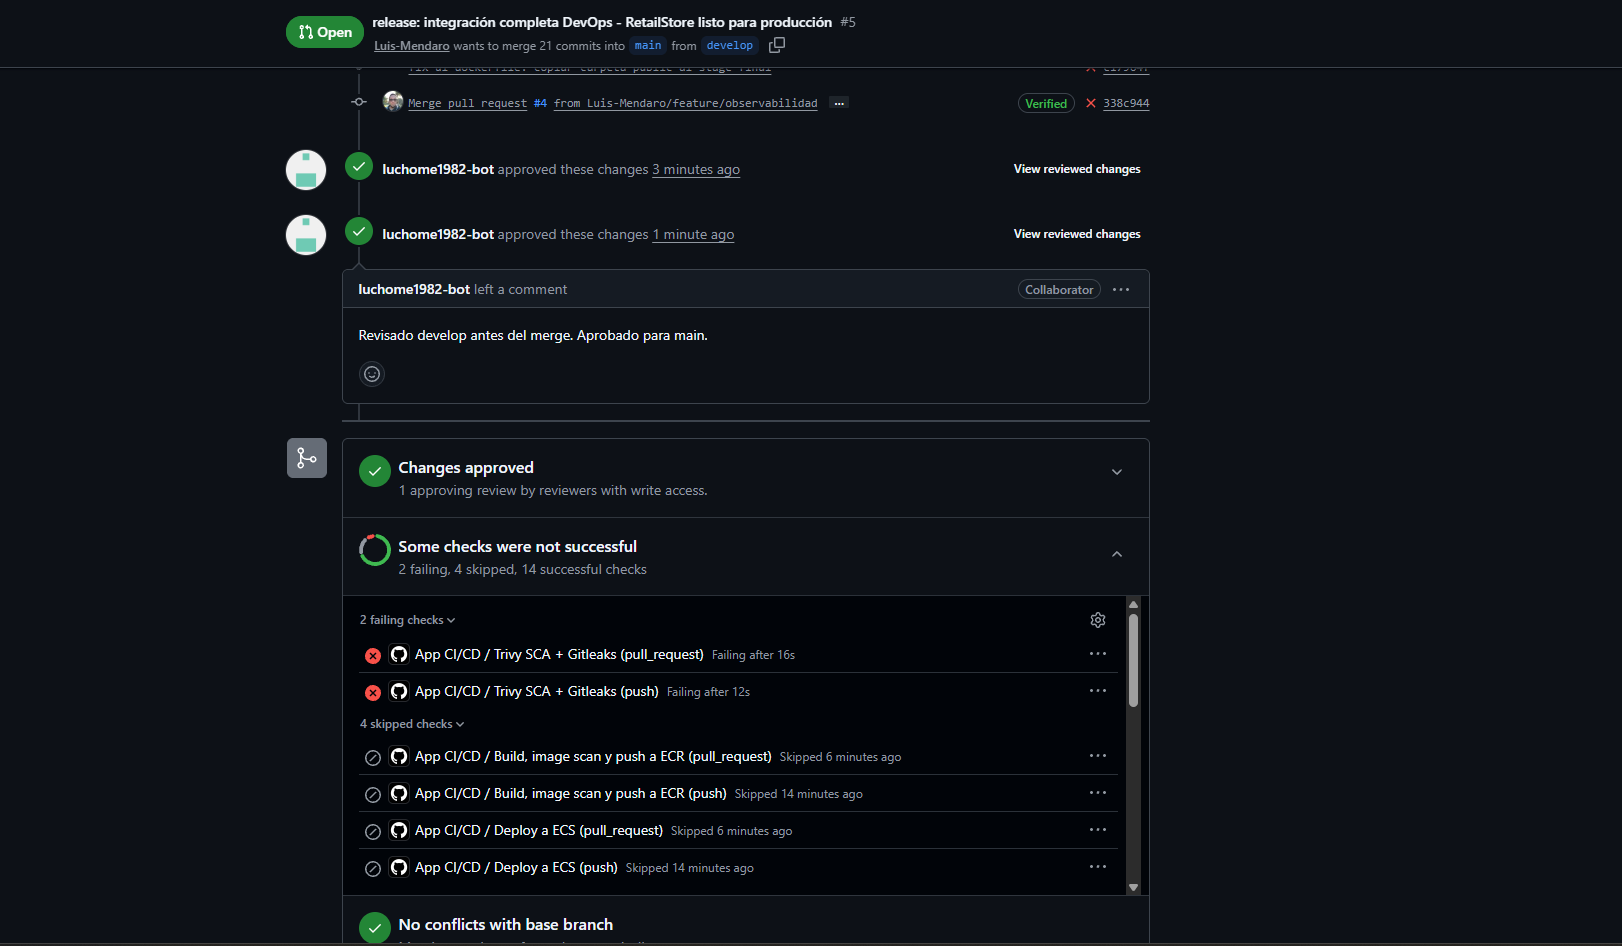 Open
release: integración completa DevOps - RetailStore listo para producción #5
Luis-Mendaro wants to merge 21 commits into main from develop
Merge pull request #4 from Luis-Mendaro/feature/observabilidad ...
Verified
338c944
luchome1982-bot approved these changes 3 minutes ago
View reviewed changes
luchome1982-bot approved these changes 1 minute ago
View reviewed changes
luchome1982-bot left a comment
Collaborator
Revisado develop antes del merge. Aprobado para main.
Changes approved
1 approving review by reviewers with write access.
Some checks were not successful
2 failing, 4 skipped, 14 successful checks
2 failing checks
App CI/CD / Trivy SCA + Gitleaks (pull_request) Failing after 16s
App CI/CD / Trivy SCA + Gitleaks (push) Failing after 12s
4 skipped checks
App CI/CD / Build, image scan y push a ECR (pull_request) Skipped 6 minutes ago
App CI/CD / Build, image scan y push a ECR (push) Skipped 14 minutes ago
App CI/CD / Deploy a ECS (pull_request) Skipped 6 minutes ago
App CI/CD / Deploy a ECS (push) Skipped 14 minutes ago
No conflicts with base branch